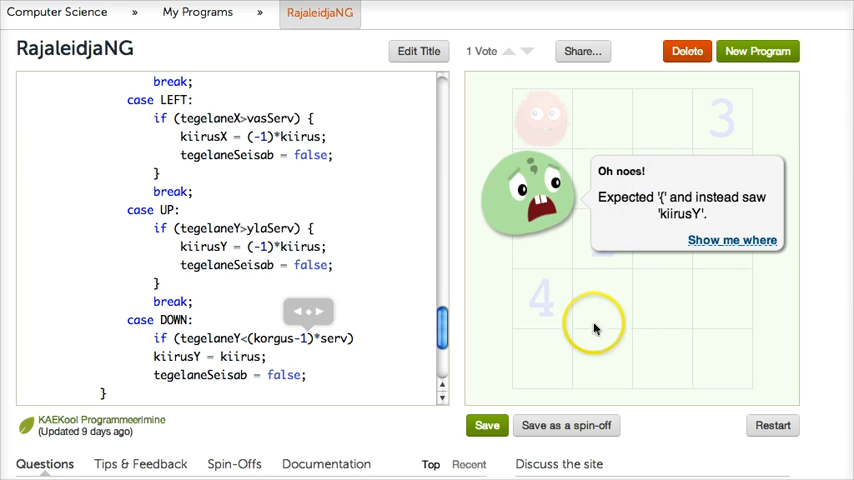 Computer Science » My Programs » RajaleidjaNG
RajaleidjaNG
Edit Title
1 Vote
Share...
Delete
New Program
break;
case LEFT:
if (tegelaneX>vasServ) {
kiirusX = (-1)*kiirus;
tegelaneSeisab = false;
}
break;
case UP:
if (tegelaneY>ylaServ) {
kiirusY = (-1)*kiirus;
tegelaneSeisab = false;
}
break;
case DOWN:
if (tegelaneY<(korgus-1)*serv)
kiirusY = kiirus;
tegelaneSeisab = false;
}
3
Oh noes!
Expected '{' and instead saw
'kiirusY'.
Show me where
4
KAEKool Programmeerimine
(Updated 9 days ago)
Save
Save as a spin-off
Restart
Questions Tips & Feedback Spin-Offs Documentation Top Recent
Discuss the site